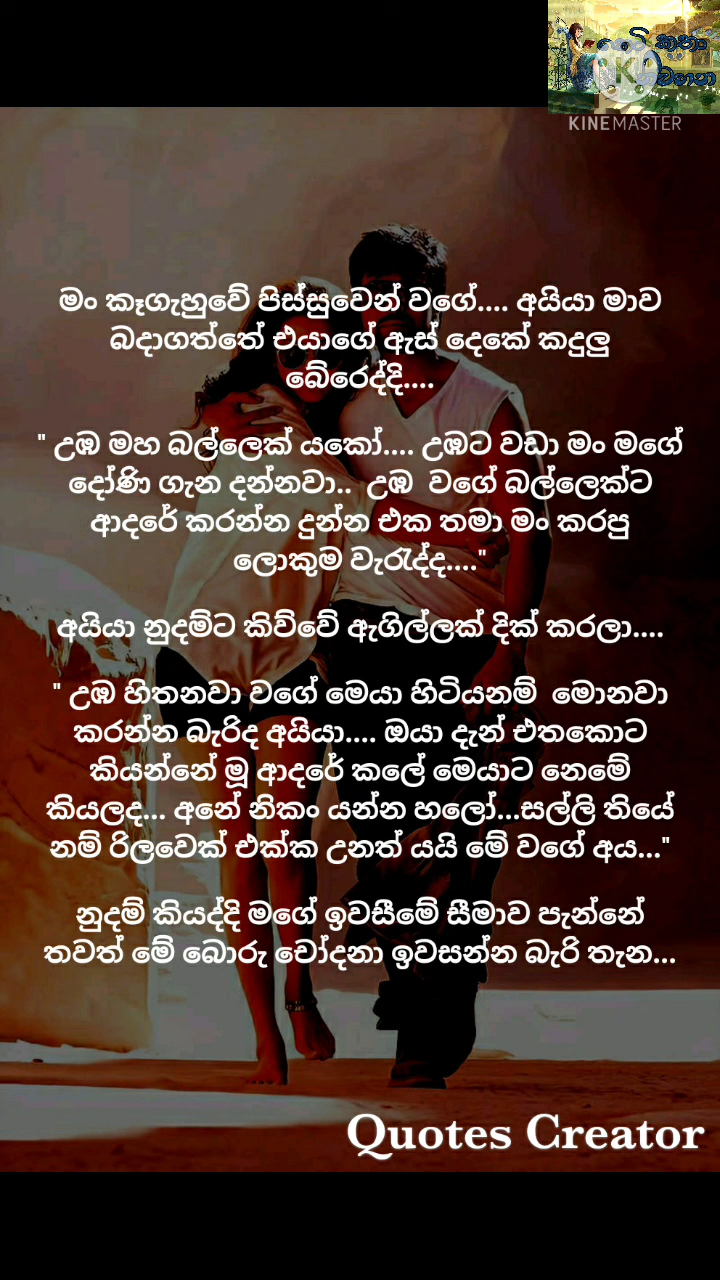 කථා
K
KINEMASTER
මං කෑගැහුවේ පිස්සුවෙන් වගේ.... අයියා මාව
බදාගත්තේ එයාගේ ඇස් දෙකේ කදුලු
බේරෙද්දි....
" උඹ මහ බල්ලෙක් යකෝ.... උඹට වඩා මං මගේ
දෝණි ගැන දන්නවා..  උඹ  වගේ බල්ලෙක්ට
ආදරේ කරන්න දුන්න එක තමා මං කරපු
ලොකුම වැරැද්ද...."
අයියා නුදම්ට කිව්වේ ඇගිල්ලක් දික් කරලා....
" උඹ හිතනවා වගේ මෙයා හිටියනම්  මොනවා
කරන්න බැරිද අයියා.... ඔයා දැන් එතකොට
කියන්නේ මූ ආදරේ කලේ මෙයාට නෙමේ
කියලද... අනේ නිකං යන්න හලෝ...සල්ලි තියේ
නම් රිලවෙක් එක්ක උනත් යයි මේ වගේ අය..."
නුදම් කියද්දි මගේ ඉවසීමේ සීමාව පැන්නේ
තවත් මේ බොරු චෝදනා ඉවසන්න බැරි තැන...
Quotes Creator